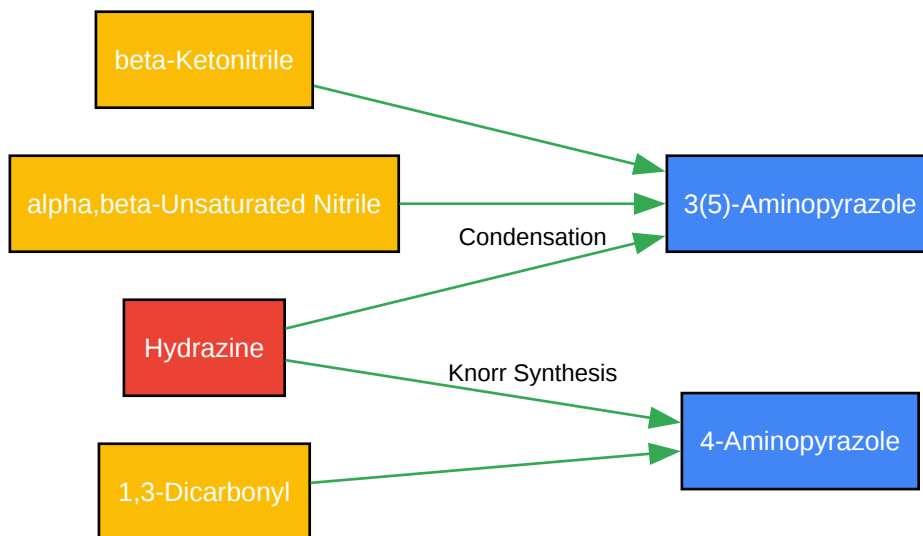 beta-Ketonitrile
alpha,beta-Unsaturated Nitrile
3(5)-Aminopyrazole
Condensation
Hydrazine
Knorr Synthesis
4-Aminopyrazole
1,3-Dicarbonyl